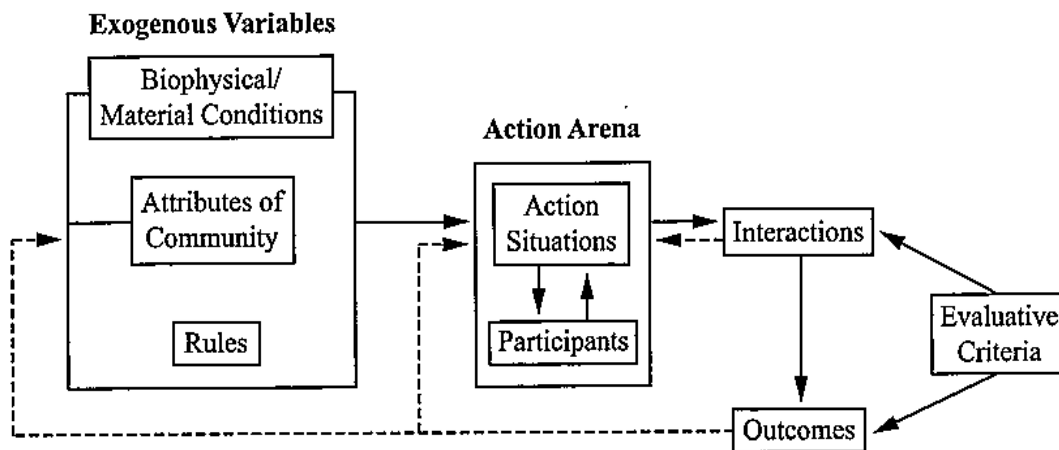 Exogenous Variables
Biophysical/
Material Conditions
Attributes of
Community
Rules
Action Arena
Action
Situations
Participants
Interactions
Outcomes
Evaluative
Criteria